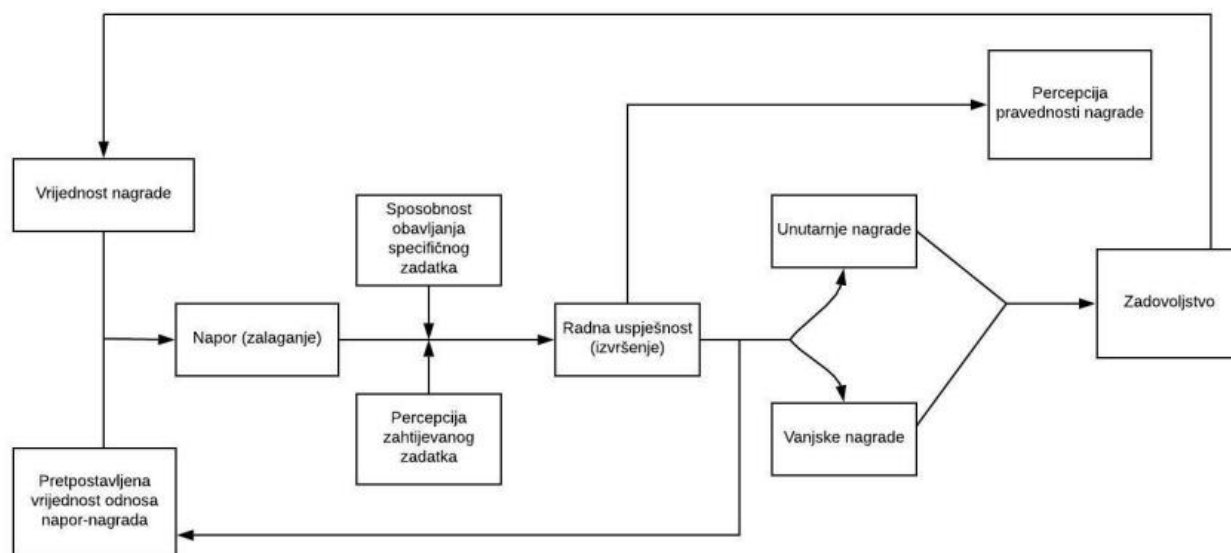 Percepcija
pravednosti nagrade
Vrijednost nagrade
Sposobnost
obavljanja
specifičnog
zadatka
Unutarnje nagrade
Zadovoljstvo
Napor (zalaganje)
Radna uspješnost
(izvršenje)
Percepcija
zahtijevanog
zadatka
Vanjske nagrade
Pretpostavljena
vrijednost odnosa
napor-nagrada